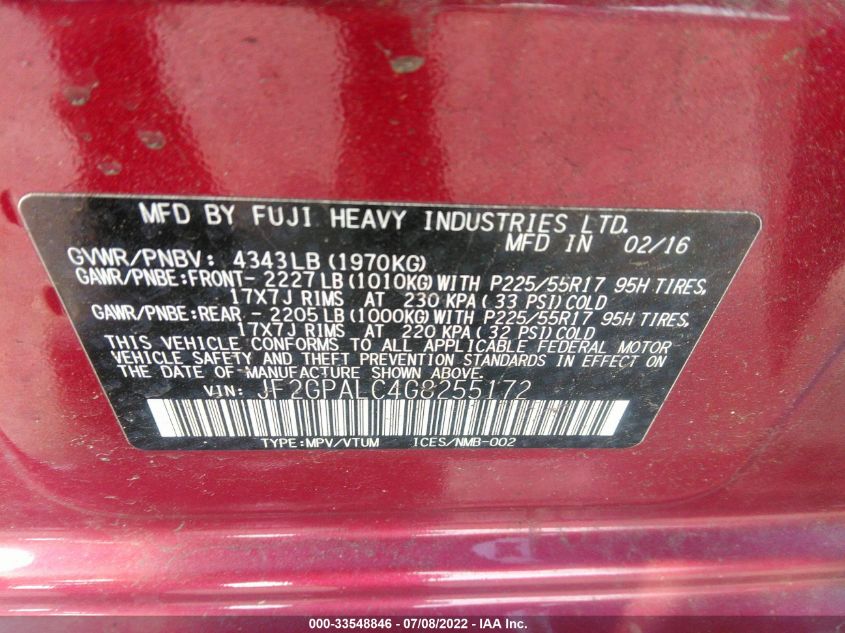 MFD BY FUJI HEAVY INDUSTRIES LTD.
MFD IN 02/16
GVWR/PNBV: 4343LB(1970KG)
GAWR/PNBE:FRONT- 2227LB(1010KG)WITH P225/55R17 95H TIRES,
17X7J RIMS AT 230 KPA( 33 PSI)COLD
GAWR/PNBE:REAR - 2205LB(1000KG)WITH P225/55R17 95H TIRES,
17X7J RIMS AT 220 KPA( 32 PSI)COLD
THIS VEHICLE CONFORMS TO ALL APPLICABLE FEDERAL MOTOR
VEHICLE SAFETY AND THEFT PREVENTION STANDARDS IN EFFECT ON
THE DATE OF MANUFACTURE SHOWN ABOVE.
VIN: JF2GPALC4G8255172
TYPE:MPV/VTUM ICES/NMB-002
000-33548846 - 07/08/2022 - IAA Inc.